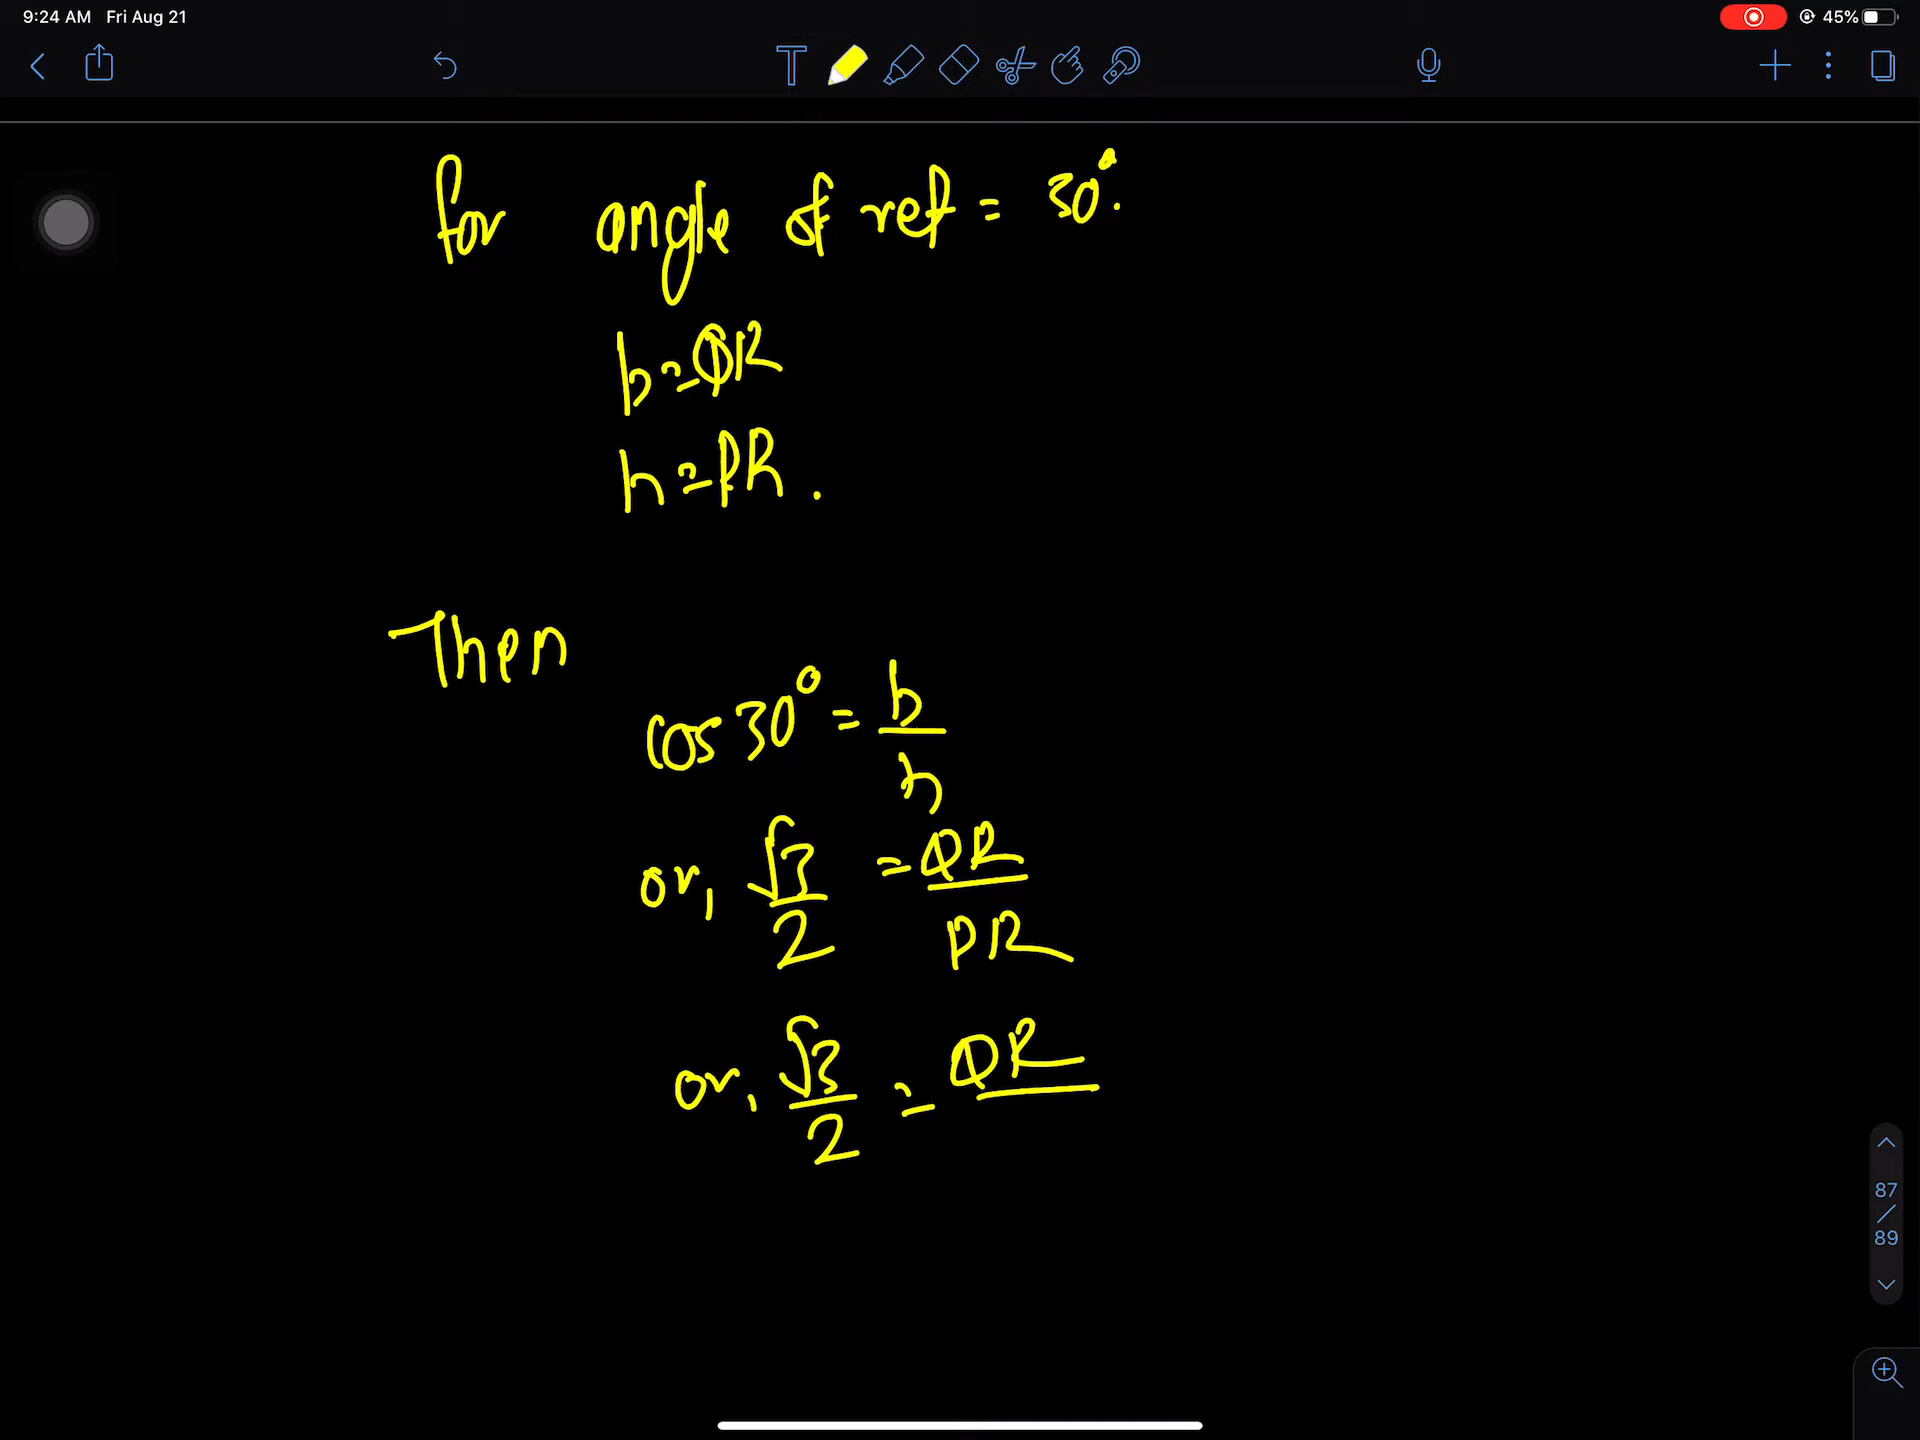 9:24 AM Fri Aug 21
45%
T
for angle of ref = 30°.
b = QR
h = PR.
Then
cos 30° = b/h
or, √3/2 = QR/PR
or, √3/2 = QR/
87
/
89